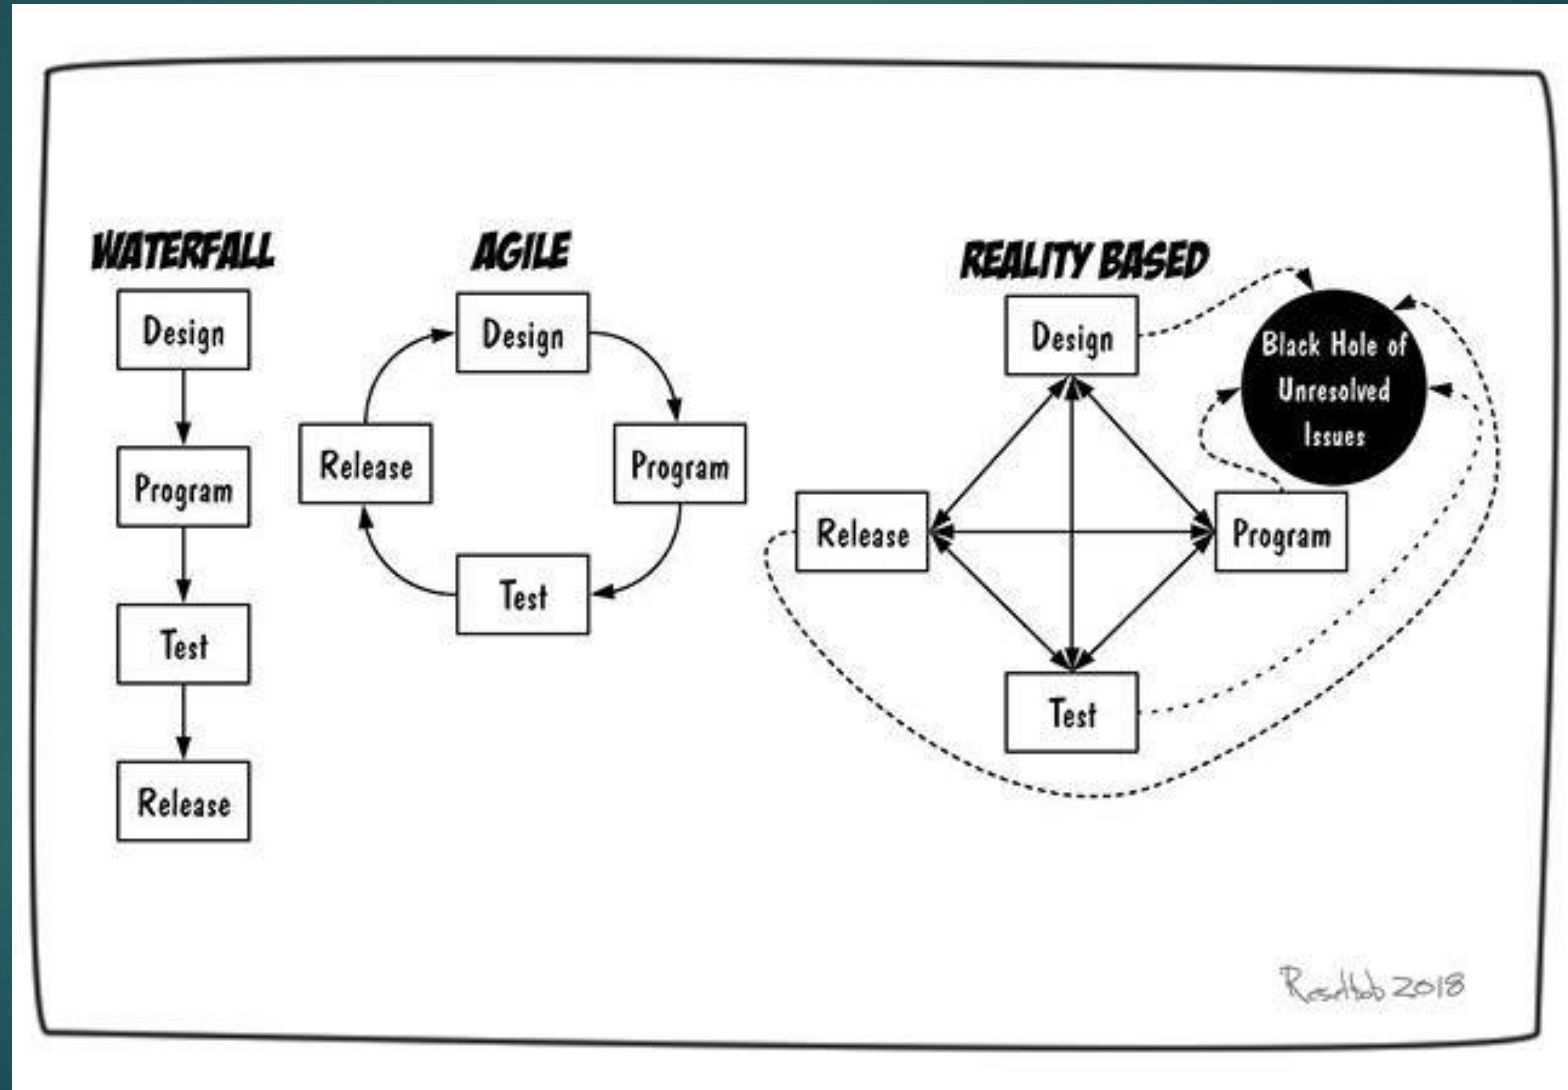 WATERFALL
Design
Program
Test
Release
AGILE
Design
Program
Test
Release
REALITY BASED
Design
Black Hole of
Unresolved
Issues
Release
Program
Test
2018